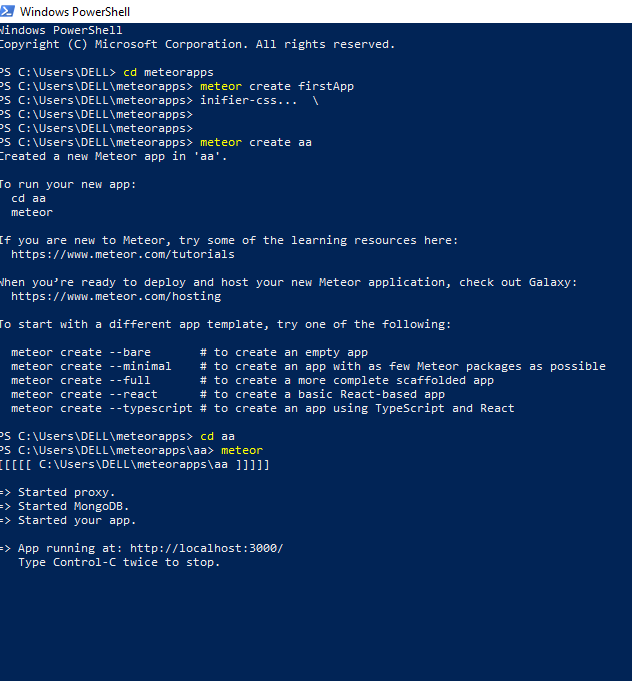 Windows PowerShell
Windows PowerShell
Copyright (C) Microsoft Corporation. All rights reserved.
PS C:\Users\DELL> cd meteorapps
PS C:\Users\DELL\meteorapps> meteor create firstApp
PS C:\Users\DELL\meteorapps> inifier-css...  \
PS C:\Users\DELL\meteorapps>
PS C:\Users\DELL\meteorapps>
PS C:\Users\DELL\meteorapps> meteor create aa
Created a new Meteor app in 'aa'.
To run your new app:
  cd aa
  meteor
If you are new to Meteor, try some of the learning resources here:
  https://www.meteor.com/tutorials
When you’re ready to deploy and host your new Meteor application, check out Galaxy:
  https://www.meteor.com/hosting
To start with a different app template, try one of the following:
  meteor create --bare       # to create an empty app
  meteor create --minimal    # to create an app with as few Meteor packages as possible
  meteor create --full       # to create a more complete scaffolded app
  meteor create --react      # to create a basic React-based app
  meteor create --typescript # to create an app using TypeScript and React
PS C:\Users\DELL\meteorapps> cd aa
PS C:\Users\DELL\meteorapps\aa> meteor
[[[[[ C:\Users\DELL\meteorapps\aa ]]]]]
=> Started proxy.
=> Started MongoDB.
=> Started your app.
=> App running at: http://localhost:3000/
   Type Control-C twice to stop.